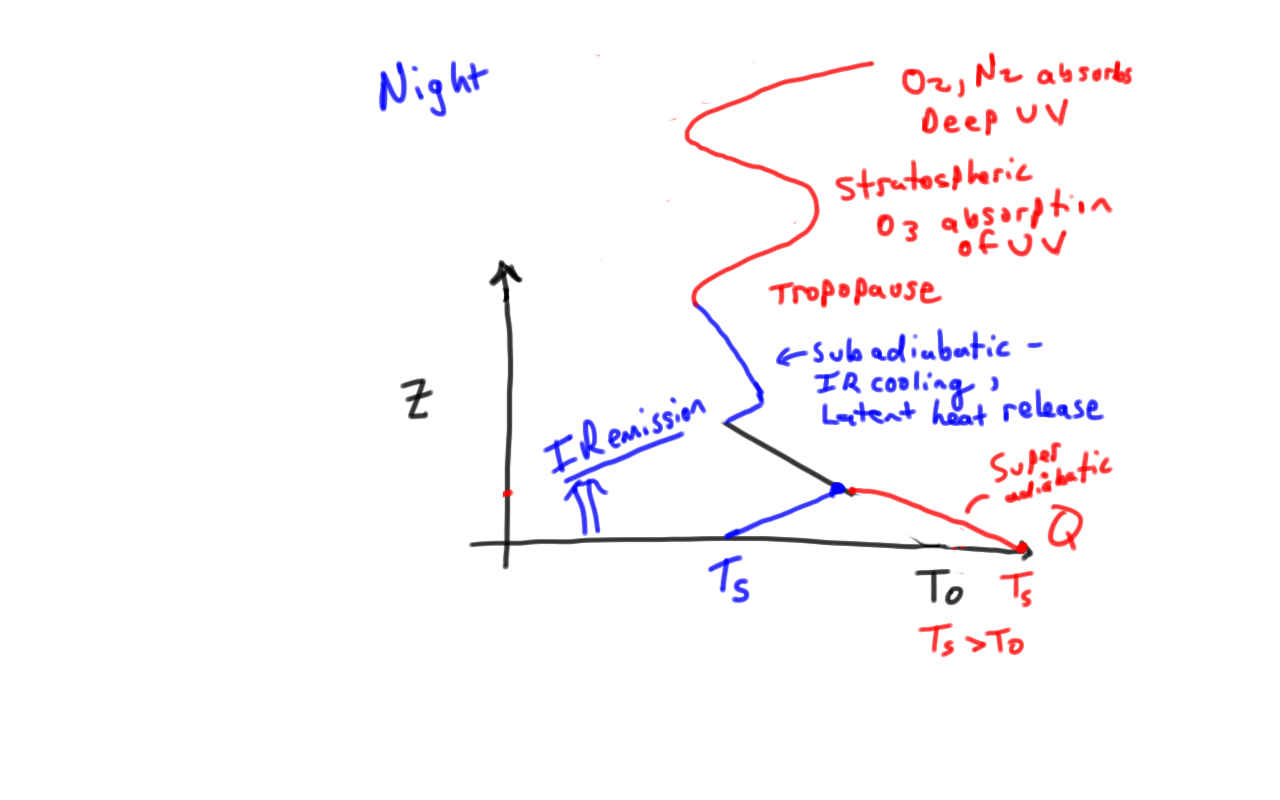 Night
O2, N2 absorbs
Deep UV
Stratospheric
O3 absorption
of UV
Tropopause
Z
←Subadiabatic -
IR cooling,
Latent heat release
IR emission
Super
adiabatic
Q
Ts
To
Ts
Ts >To